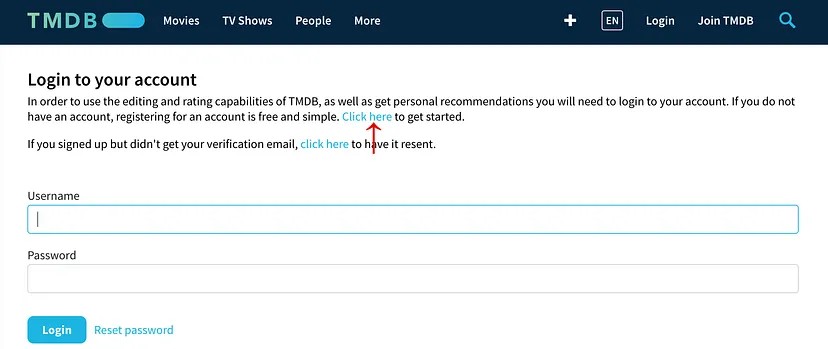 TMDB Movies TV Shows People More EN Login Join TMDB
Login to your account
In order to use the editing and rating capabilities of TMDB, as well as get personal recommendations you will need to login to your account. If you do not
have an account, registering for an account is free and simple. Click here to get started.
If you signed up but didn't get your verification email, click here to have it resent.
Username
Password
Login Reset password